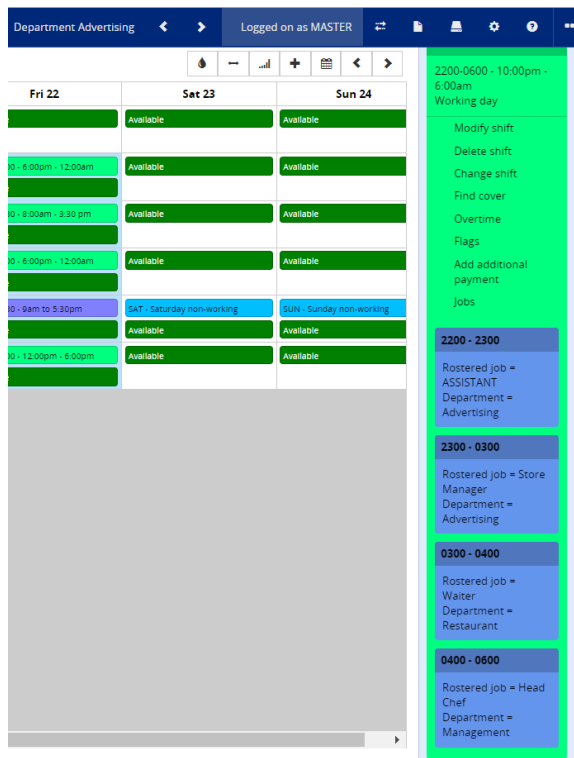 Department Advertising
Logged on as MASTER
Fri 22 Sat 23 Sun 24
Available Available
- 6:00pm - 12:00am Available Available
- 8:00am - 3:30 pm Available Available
- 6:00pm - 12:00am Available Available
- 9am to 5:30pm SAT - Saturday non-working SUN - Sunday non-working
Available Available
- 12:00pm - 6:00pm Available Available
2200-0600 - 10:00pm -
6:00am
Working day
Modify shift
Delete shift
Change shift
Find cover
Overtime
Flags
Add additional
payment
Jobs
2200 - 2300
Rostered job =
ASSISTANT
Department =
Advertising
2300 - 0300
Rostered job = Store
Manager
Department =
Advertising
0300 - 0400
Rostered job =
Waiter
Department =
Restaurant
0400 - 0600
Rostered job = Head
Chef
Department =
Management